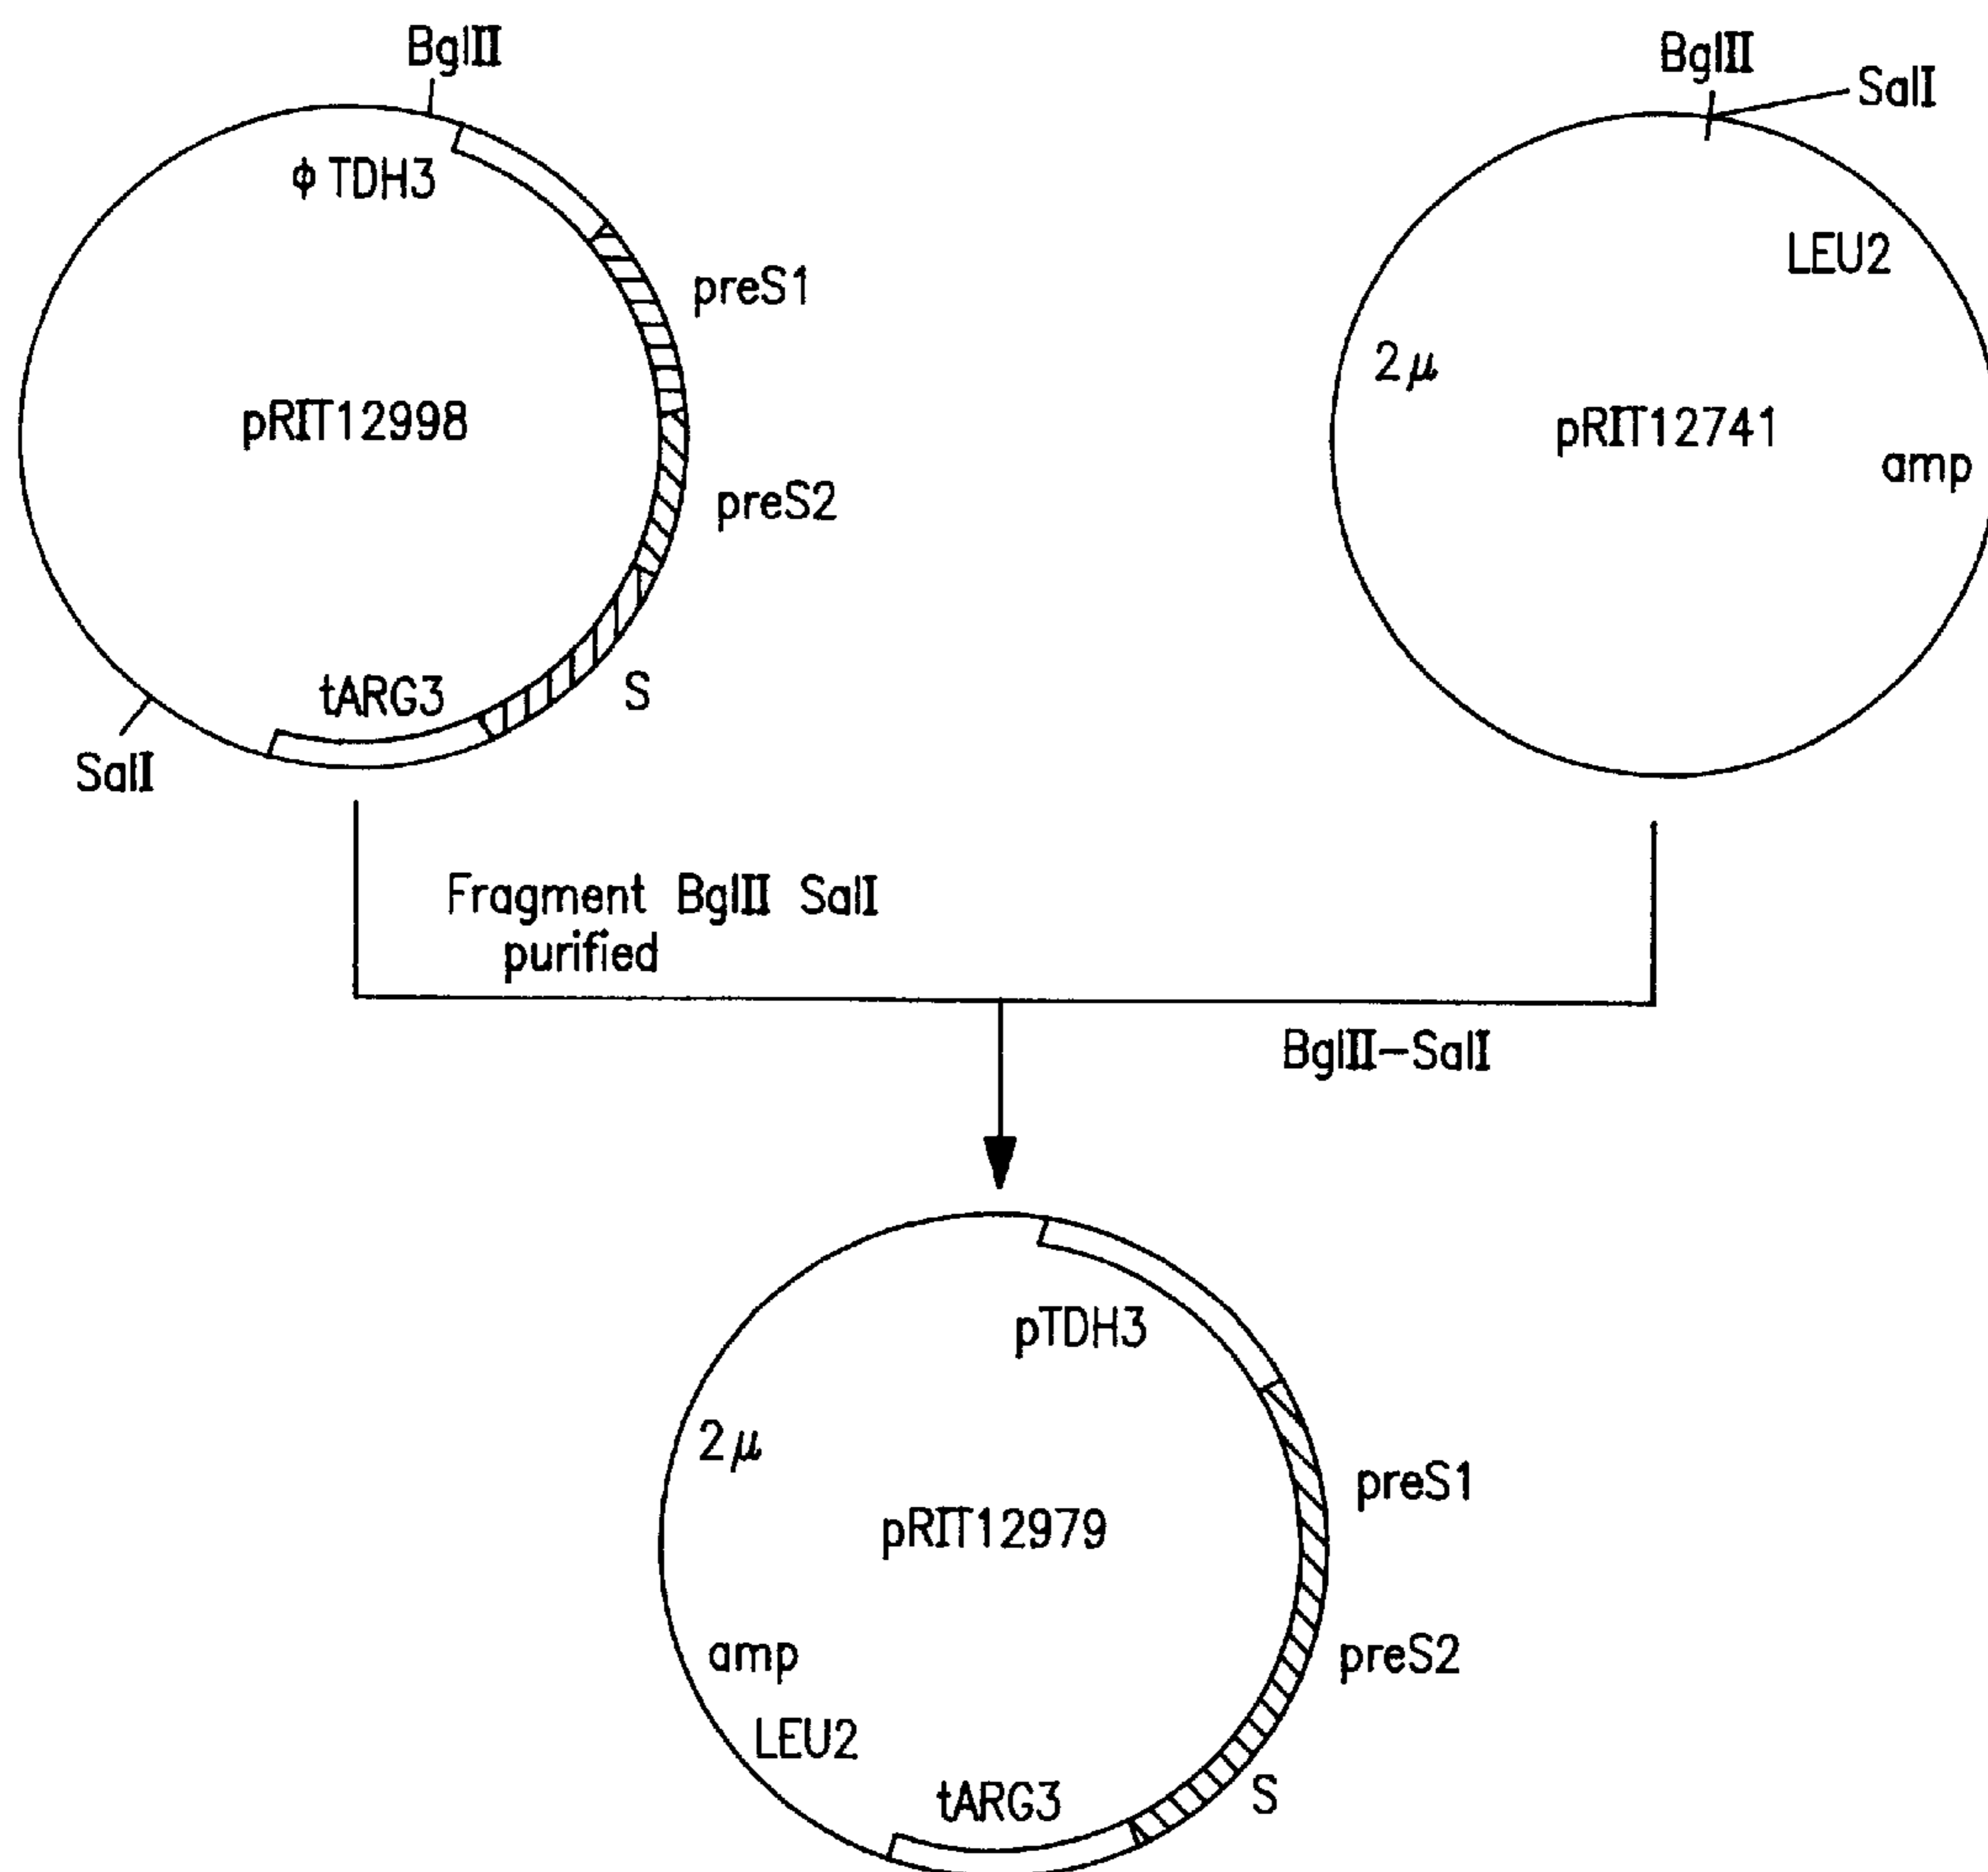 BglII
ϕ TDH3
preS1
pRIT12998
preS2
tARG3
S
SalI
BglII
SalI
LEU2
2μ
pRIT12741
amp
Fragment BglII SalI
purified
BglII-SalI
pTDH3
2μ
preS1
pRIT12979
amp
preS2
LEU2
tARG3
S